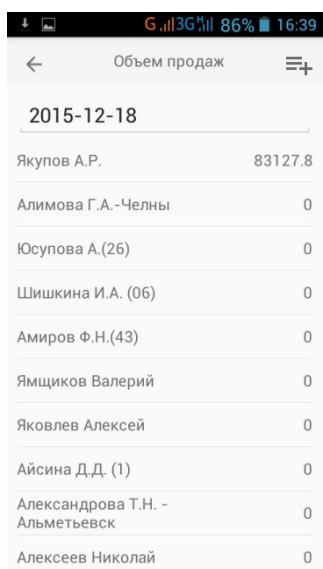 G 3G H 86% 16:39
Объем продаж
2015-12-18
Якупов А.Р. 83127.8
Алимова Г.А.-Челны 0
Юсупова А.(26) 0
Шишкина И.А. (06) 0
Амиров Ф.Н.(43) 0
Ямщиков Валерий 0
Яковлев Алексей 0
Айсина Д.Д. (1) 0
Александрова Т.Н. -
Альметьевск 0
Алексеев Николай 0